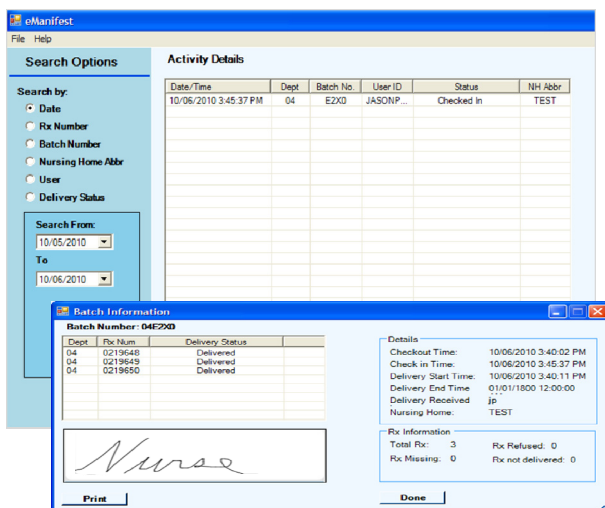 eManifest
File Help
Search Options
Activity Details
Search by:
Date
Rx Number
Batch Number
Nursing Home Abbr
User
Delivery Status
Search From:
10/05/2010
To
10/06/2010
Date/Time Dept Batch No. User ID Status NH Abbr
10/06/2010 3:45:37 PM 04 E2X0 JASONP... Checked In TEST
Batch Information
Batch Number: 04E2X0
Dept Rx Num Delivery Status
04 0219648 Delivered
04 0219649 Delivered
04 0219650 Delivered
Nurse
Print
Details
Checkout Time: 10/06/2010 3:40:02 PM
Check in Time: 10/06/2010 3:45:37 PM
Delivery Start Time: 10/06/2010 3:40:11 PM
Delivery End Time 01/01/1800 12:00:00
Delivery Received jp
Nursing Home: TEST
Rx Information
Total Rx: 3 Rx Refused: 0
Rx Missing: 0 Rx not delivered: 0
Done